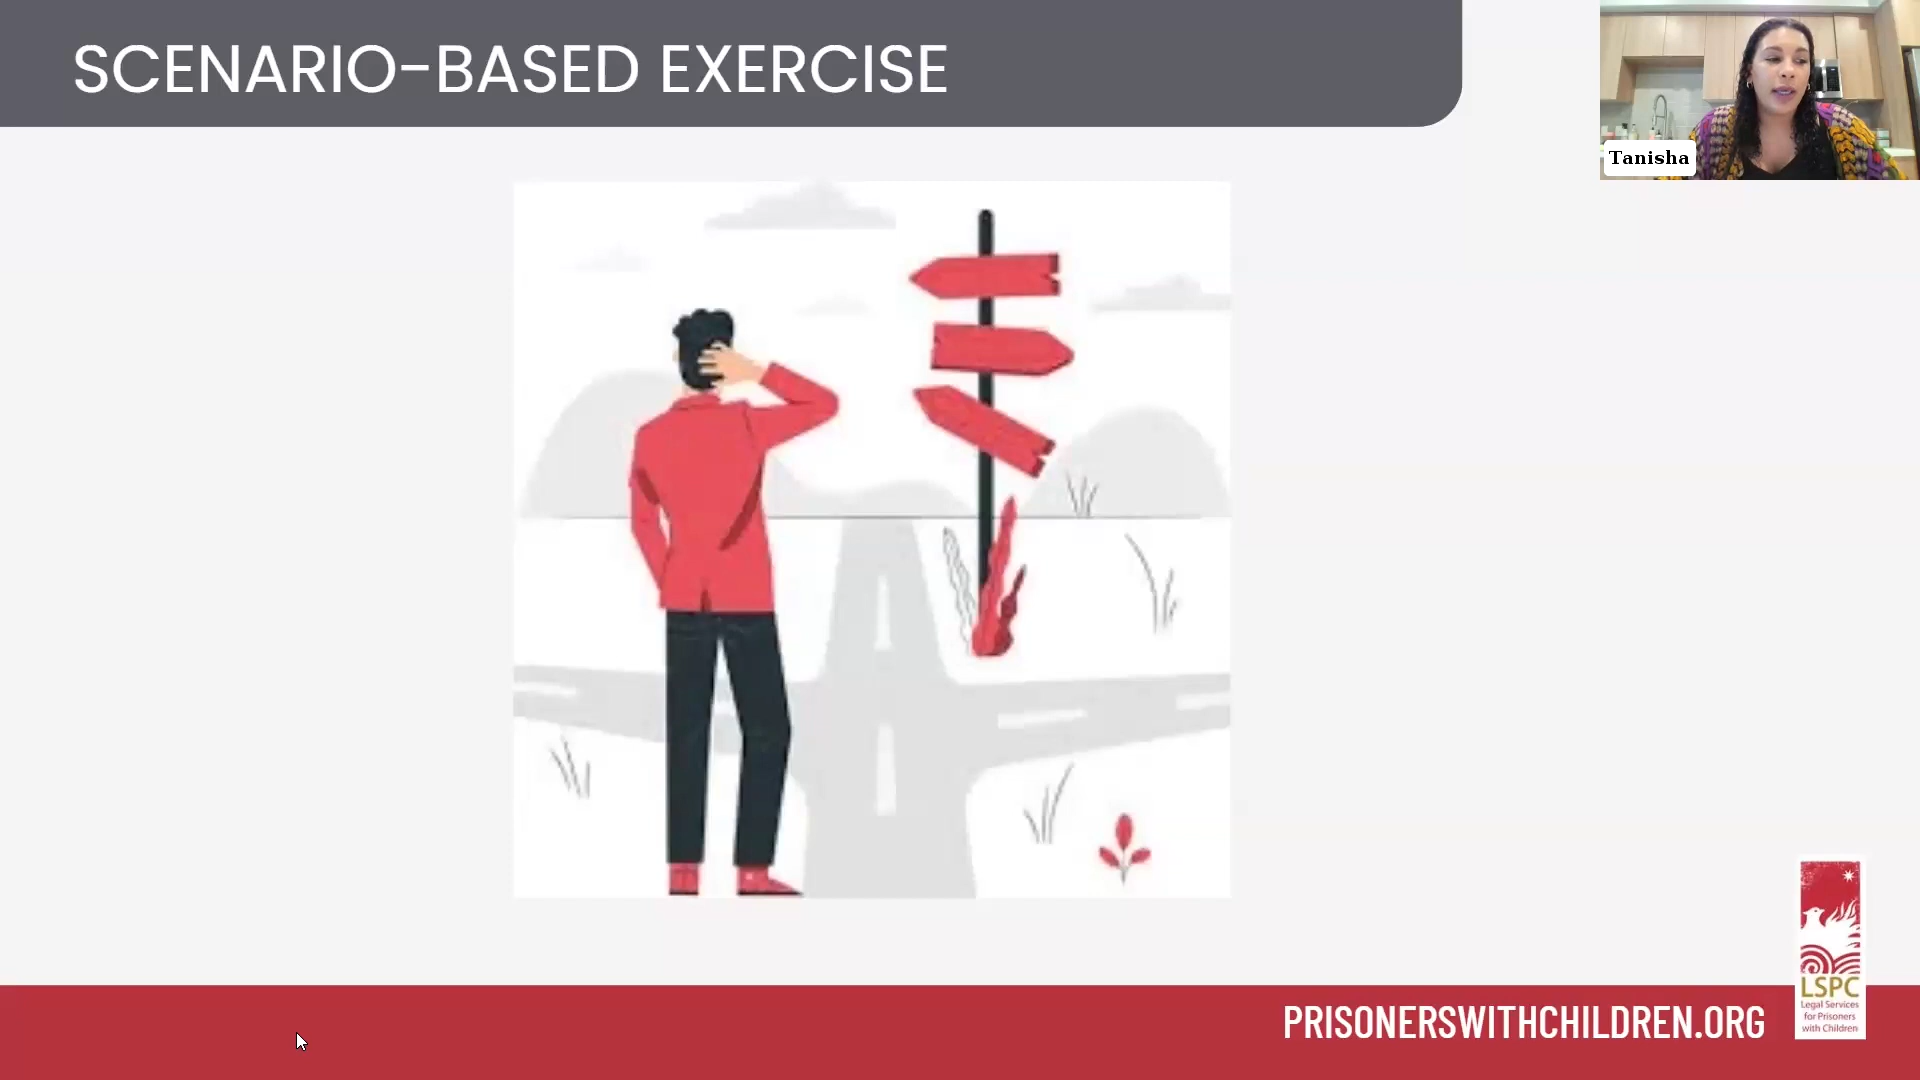 SCENARIO-BASED EXERCISE
Tanisha
PRISONERSWITHCHILDREN.ORG
LSPC
Legal Services
for Prisoners
with Children